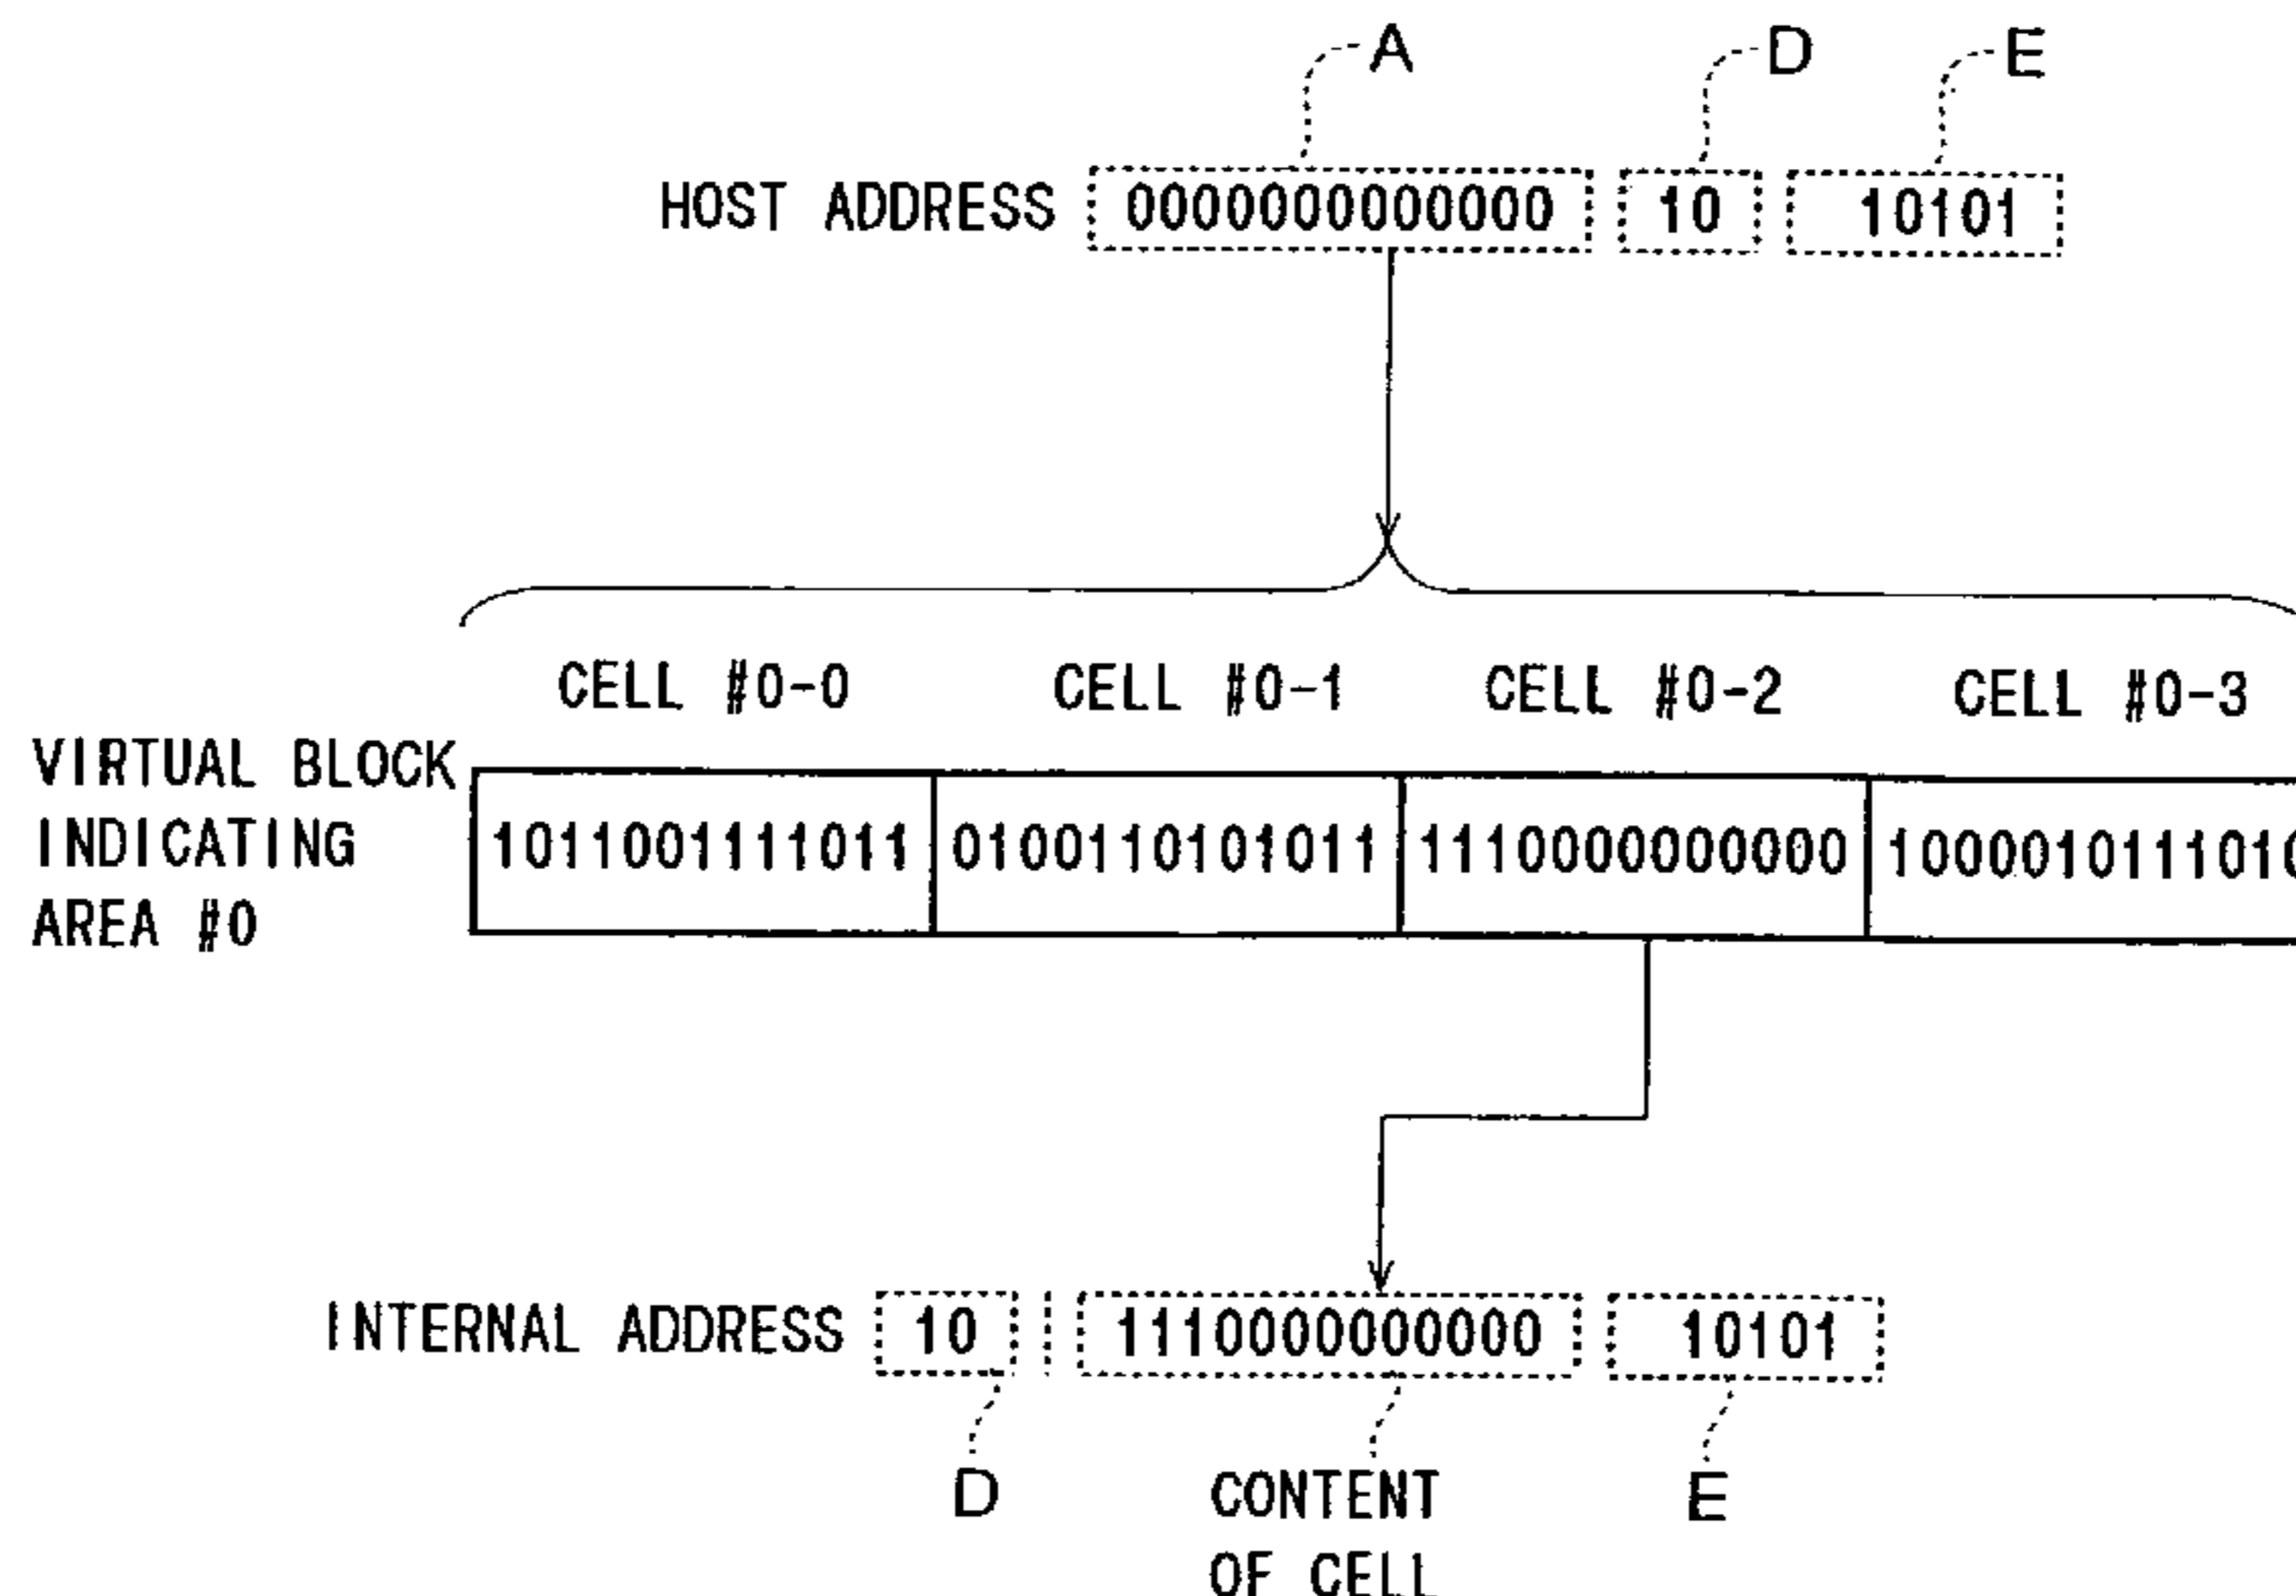 A D E
HOST ADDRESS 0000000000000 10 10101
CELL #0-0 CELL #0-1 CELL #0-2 CELL #0-3
VIRTUAL BLOCK
INDICATING
AREA #0
1011001111011 0100110101011 1110000000000 1000010111010
INTERNAL ADDRESS 10 1110000000000 10101
D CONTENT E
OF CELL